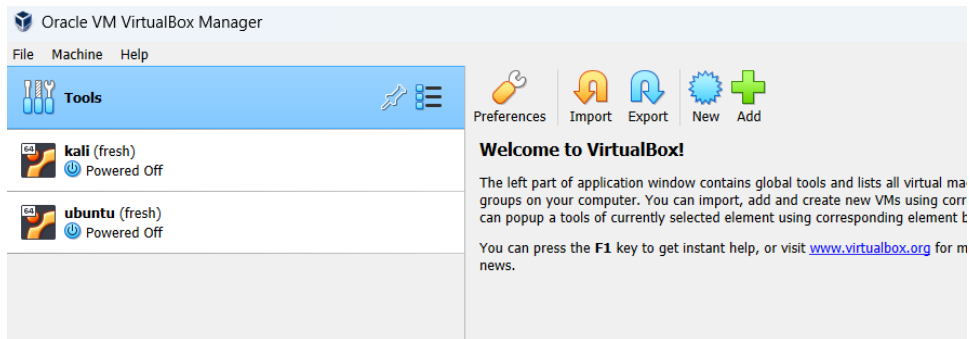 Oracle VM VirtualBox Manager
File Machine Help
Tools
Preferences Import Export New Add
64
kali (fresh)
Powered Off
64
ubuntu (fresh)
Powered Off
Welcome to VirtualBox!
The left part of application window contains global tools and lists all virtual ma
groups on your computer. You can import, add and create new VMs using corr
can popup a tools of currently selected element using corresponding element b
You can press the F1 key to get instant help, or visit www.virtualbox.org for m
news.